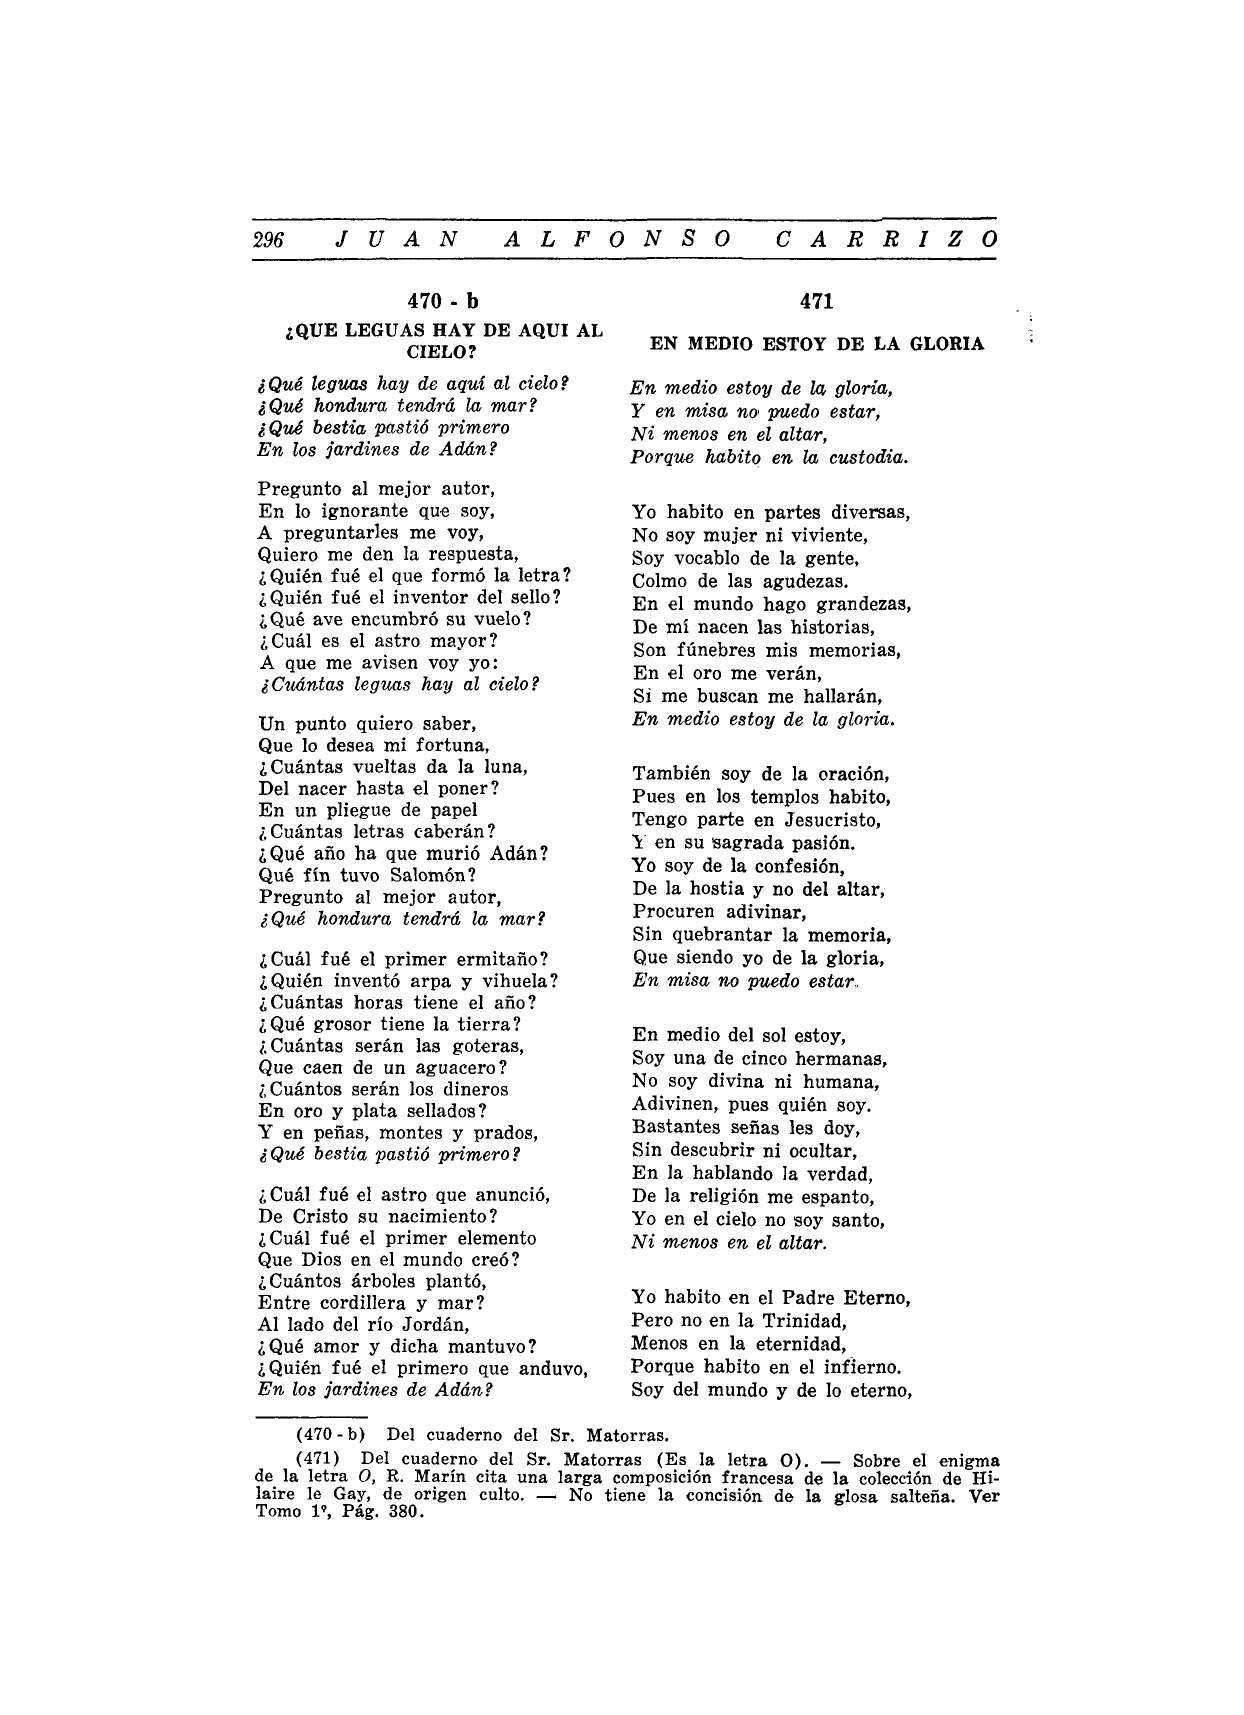 296 JUAN ALFONSO CARRIZO
470 - b
¿QUE LEGUAS HAY DE AQUI AL
CIELO?
¿Qué leguas hay de aquí al cielo?
¿Qué hondura tendrá la mar?
¿Qué bestia pastió primero
En los jardines de Adán?
Pregunto al mejor autor,
En lo ignorante que soy,
A preguntarles me voy,
Quiero me den la respuesta,
¿Quién fué el que formó la letra?
¿Quién fué el inventor del sello?
¿Qué ave encumbró su vuelo?
¿Cuál es el astro mayor?
A que me avisen voy yo:
¿Cuántas leguas hay al cielo?
Un punto quiero saber,
Que lo desea mi fortuna,
¿Cuántas vueltas da la luna,
Del nacer hasta el poner?
En un pliegue de papel
¿Cuántas letras caberán?
¿Qué año ha que murió Adán?
Qué fín tuvo Salomón?
Pregunto al mejor autor,
¿Qué hondura tendrá la mar?
¿Cuál fué el primer ermitaño?
¿Quién inventó arpa y vihuela?
¿Cuántas horas tiene el año?
¿Qué grosor tiene la tierra?
¿Cuántas serán las goteras,
Que caen de un aguacero?
¿Cuántos serán los dineros
En oro y plata sellados?
Y en peñas, montes y prados,
¿Qué bestia pastió primero?
¿Cuál fué el astro que anunció,
De Cristo su nacimiento?
¿Cuál fué el primer elemento
Que Dios en el mundo creó?
¿Cuántos árboles plantó,
Entre cordillera y mar?
Al lado del río Jordán,
¿Qué amor y dicha mantuvo?
¿Quién fué el primero que anduvo,
En los jardines de Adán?
471
EN MEDIO ESTOY DE LA GLORIA
En medio estoy de la gloria,
Y en misa no puedo estar,
Ni menos en el altar,
Porque habito en la custodia.
Yo habito en partes diversas,
No soy mujer ni viviente,
Soy vocablo de la gente,
Colmo de las agudezas.
En el mundo hago grandezas,
De mí nacen las historias,
Son fúnebres mis memorias,
En el oro me verán,
Si me buscan me hallarán,
En medio estoy de la gloria.
También soy de la oración,
Pues en los templos habito,
Tengo parte en Jesucristo,
Y en su sagrada pasión.
Yo soy de la confesión,
De la hostia y no del altar,
Procuren adivinar,
Sin quebrantar la memoria,
Que siendo yo de la gloria,
En misa no puedo estar.
En medio del sol estoy,
Soy una de cinco hermanas,
No soy divina ni humana,
Adivinen, pues quién soy.
Bastantes señas les doy,
Sin descubrir ni ocultar,
En la hablando la verdad,
De la religión me espanto,
Yo en el cielo no soy santo,
Ni menos en el altar.
Yo habito en el Padre Eterno,
Pero no en la Trinidad,
Menos en la eternidad,
Porque habito en el infierno.
Soy del mundo y de lo eterno,
(470 - b) Del cuaderno del Sr. Matorras.
(471) Del cuaderno del Sr. Matorras (Es la letra O). — Sobre el enigma
de la letra O, R. Marín cita una larga composición francesa de la colección de Hi-
laire le Gay, de origen culto. — No tiene la concisión de la glosa salteña. Ver
Tomo 1º, Pág. 380.